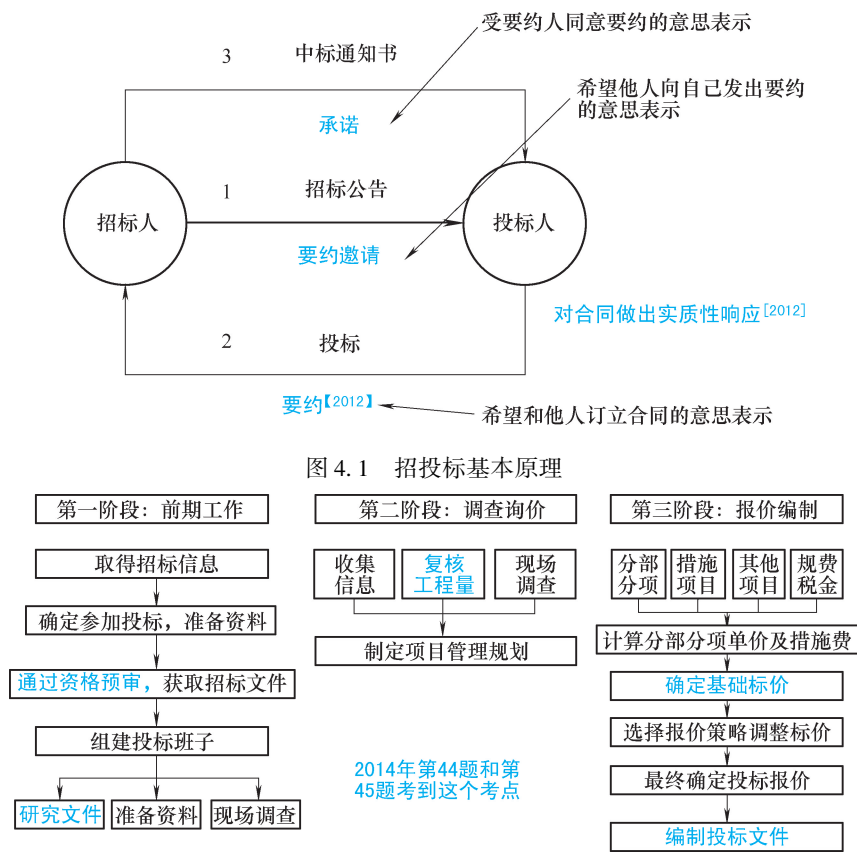 受要约人同意要约的意思表示
3 中标通知书
希望他人向自己发出要约
的意思表示
承诺
招标人
1 招标公告
投标人
要约邀请
对合同做出实质性响应[2012]
2 投标
要约【2012】
希望和他人订立合同的意思表示
图 4. 1 招投标基本原理
第一阶段：前期工作
取得招标信息
确定参加投标，准备资料
通过资格预审，获取招标文件
组建投标班子
研究文件
准备资料
现场调查
第二阶段：调查询价
收集
信息
复核
工程量
现场
调查
制定项目管理规划
2014年第44题和第
45题考到这个考点
第三阶段：报价编制
分部
分项
措施
项目
其他
项目
规费
税金
计算分部分项单价及措施费
确定基础标价
选择报价策略调整标价
最终确定投标报价
编制投标文件